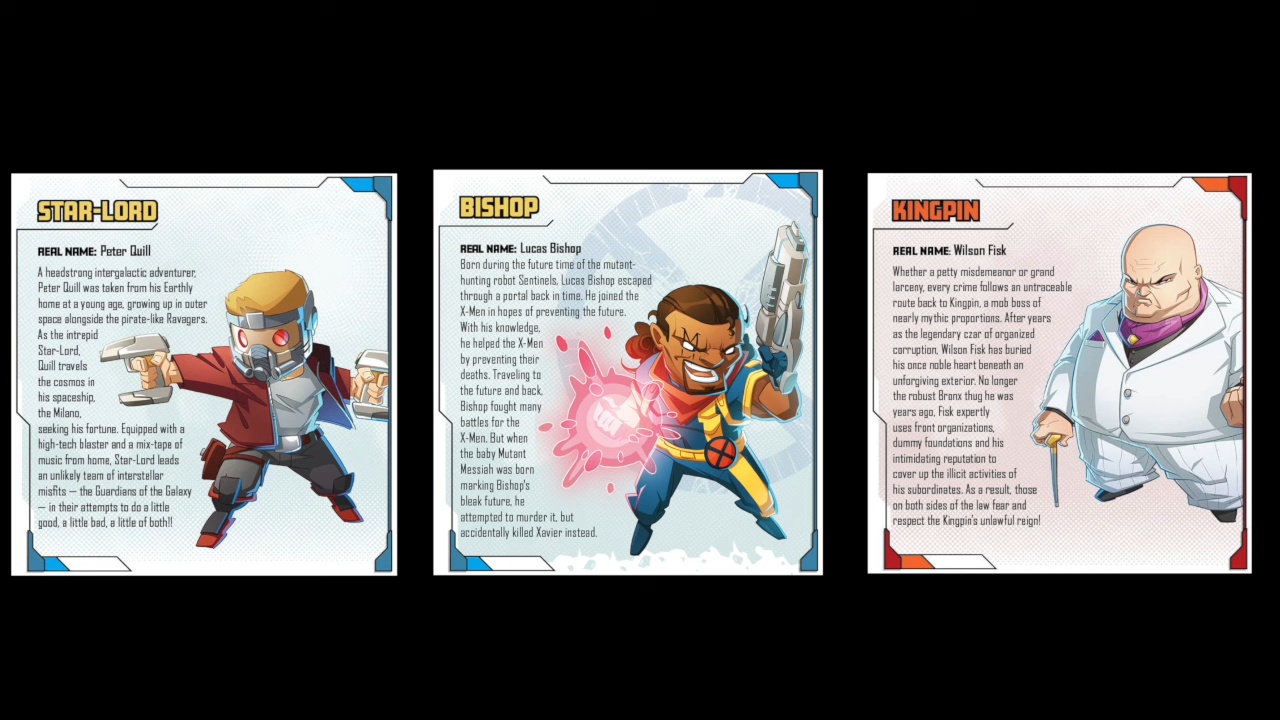 STAR-LORD
REAL NAME: Peter Quill
A headstrong intergalactic adventurer,
Peter Quill was taken from his Earthly
home at a young age, growing up in outer
space alongside the pirate-like Ravagers.
As the intrepid
Star-Lord,
Quill travels
the cosmos in
his spaceship,
the Milano,
seeking his fortune. Equipped with a
high-tech blaster and a mix-tape of
music from home, Star-Lord leads
an unlikely team of interstellar
misfits – the Guardians of the Galaxy
– in their attempts to do a little
good, a little bad, a little of both!!
BISHOP
REAL NAME: Lucas Bishop
Born during the future time of the mutant-
hunting robot Sentinels, Lucas Bishop escaped
through a portal back in time. He joined the
X-Men in hopes of preventing the future.
With his knowledge,
he helped the X-Men
by preventing their
deaths. Traveling to
the future and back,
Bishop fought many
battles for the
X-Men. But when
the baby Mutant
Messiah was born
marking Bishop's
bleak future, he
attempted to murder it, but
accidentally killed Xavier instead.
KINGPIN
REAL NAME: Wilson Fisk
Whether a petty misdemeanor or grand
larceny, every crime follows an untraceable
route back to Kingpin, a mob boss of
nearly mythic proportions. After years
as the legendary czar of organized
corruption, Wilson Fisk has buried
his once noble heart beneath an
unforgiving exterior. No longer
the robust Bronx thug he was
years ago, Fisk expertly
uses front organizations,
dummy foundations and his
intimidating reputation to
cover up the illicit activities of
his subordinates. As a result, those
on both sides of the law fear and
respect the Kingpin's unlawful reign!